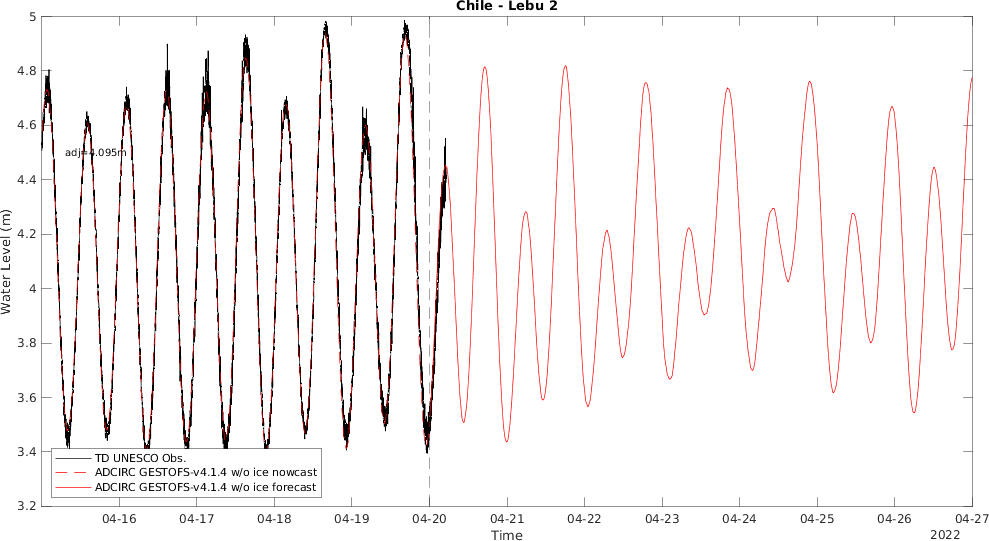 Chile - Lebu 2
Water Level (m)
5
4.8
4.6
4.4
4.2
4
3.8
3.6
3.4
3.2
adj=4.095m
TD UNESCO Obs.
ADCIRC GESTOFS-v4.1.4 w/o ice nowcast
ADCIRC GESTOFS-v4.1.4 w/o ice forecast
04-16 04-17 04-18 04-19 04-20 04-21 04-22 04-23 04-24 04-25 04-26 04-27
Time
2022